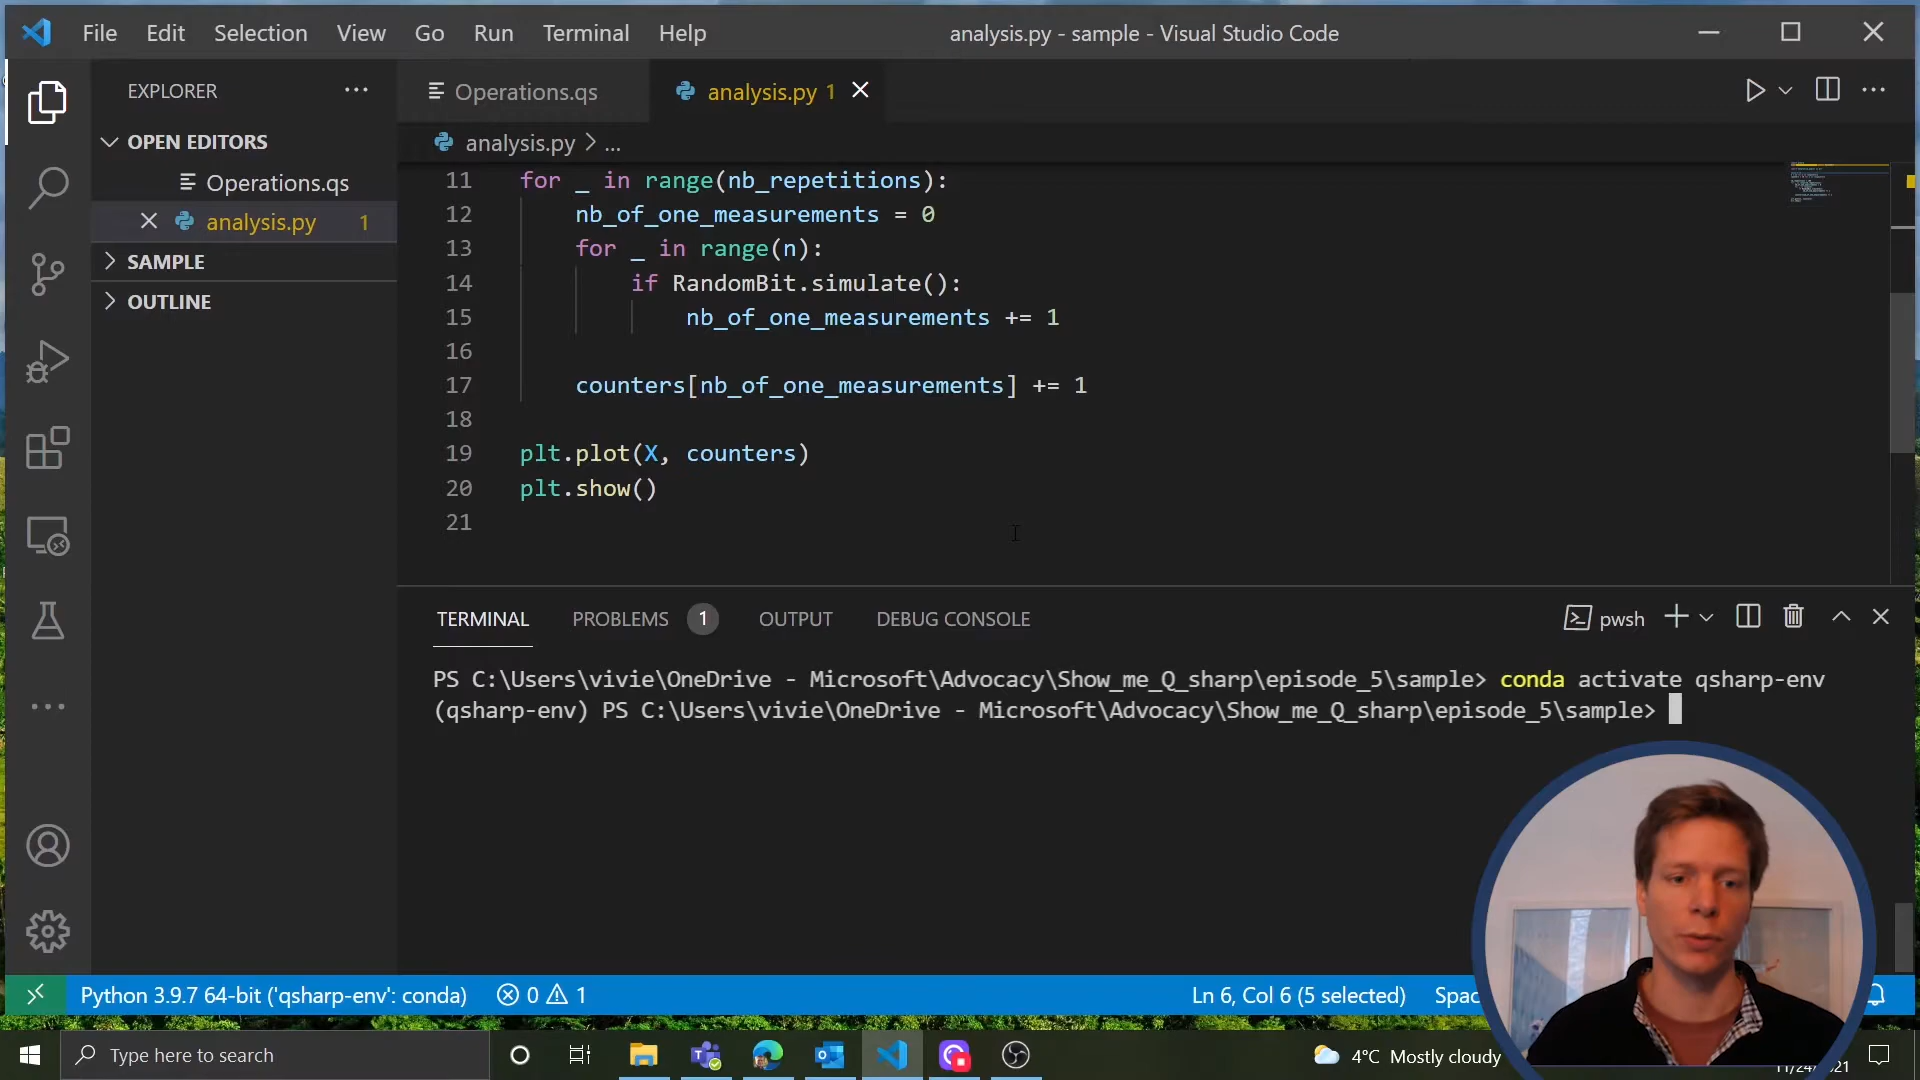 File Edit Selection View Go Run Terminal Help
analysis.py - sample - Visual Studio Code
EXPLORER
OPEN EDITORS
Operations.qs
analysis.py 1
SAMPLE
OUTLINE
Operations.qs
analysis.py 1
analysis.py > ...
11 for _ in range(nb_repetitions):
12 nb_of_one_measurements = 0
13 for _ in range(n):
14 if RandomBit.simulate():
15 nb_of_one_measurements += 1
16
17 counters[nb_of_one_measurements] += 1
18
19 plt.plot(X, counters)
20 plt.show()
21
TERMINAL PROBLEMS 1 OUTPUT DEBUG CONSOLE
pwsh
PS C:\Users\vivie\OneDrive - Microsoft\Advocacy\Show_me_Q_sharp\episode_5\sample> conda activate qsharp-env
(qsharp-env) PS C:\Users\vivie\OneDrive - Microsoft\Advocacy\Show_me_Q_sharp\episode_5\sample>
Python 3.9.7 64-bit ('qsharp-env': conda) 0 1
Ln 6, Col 6 (5 selected)
Type here to search
4°C Mostly cloudy